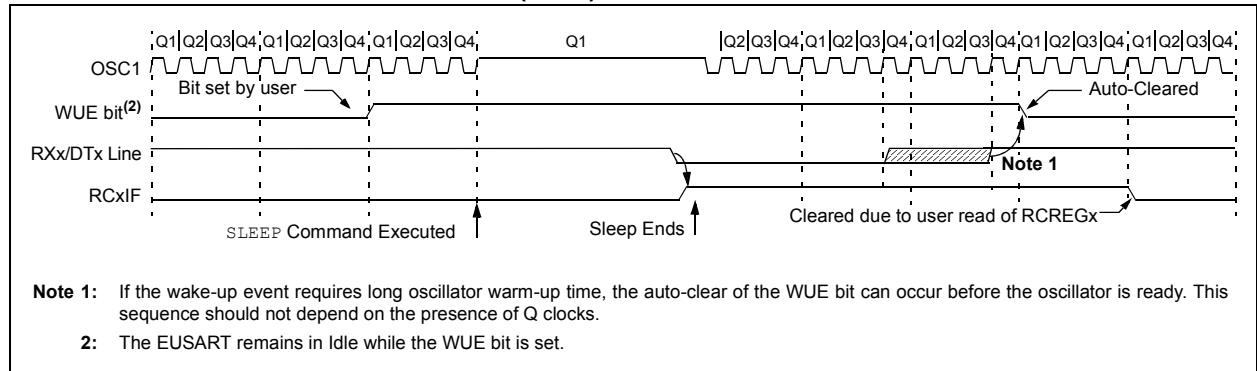 Q1 Q2 Q3 Q4 Q1 Q2 Q3 Q4 Q1 Q2 Q3 Q4 Q1 Q2 Q3 Q4 Q1 Q2 Q3 Q4 Q1 Q2 Q3 Q4 Q1 Q2 Q3 Q4 Q1 Q2 Q3 Q4
OSC1
Bit set by user
Auto-Cleared
WUE bit(2)
RXx/DTx Line
Note 1
RCxIF
Cleared due to user read of RCREGx
SLEEP Command Executed
Sleep Ends
Note 1: If the wake-up event requires long oscillator warm-up time, the auto-clear of the WUE bit can occur before the oscillator is ready. This
sequence should not depend on the presence of Q clocks.
2: The EUSART remains in Idle while the WUE bit is set.